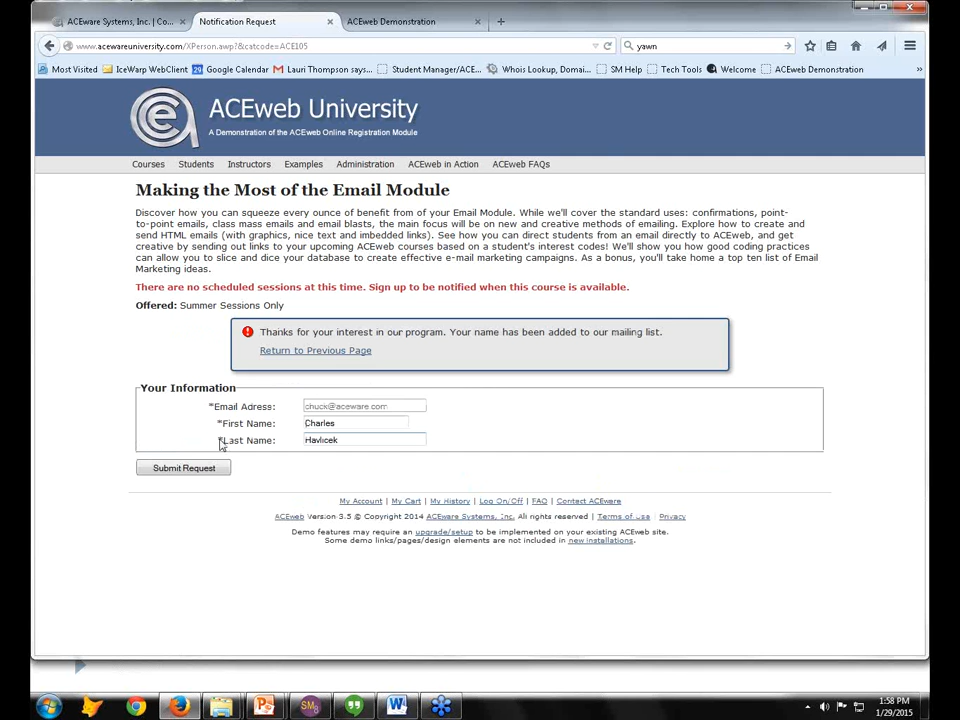 ACEware Systems, Inc. | Co...
Notification Request
ACEweb Demonstration
www.acewareuniversity.com/XPerson.awp?&catcode=ACE105
yawn
Most Visited IceWarp WebClient Google Calendar Lauri Thompson says... Student Manager/ACE... Whois Lookup, Domai... SM Help Tech Tools Welcome ACEweb Demonstration
ACEweb University
A Demonstration of the ACEweb Online Registration Module
Courses Students Instructors Examples Administration ACEweb in Action ACEweb FAQs
Making the Most of the Email Module
Discover how you can squeeze every ounce of benefit from of your Email Module. While we'll cover the standard uses: confirmations, point-
to-point emails, class mass emails and email blasts, the main focus will be on new and creative methods of emailing. Explore how to create and
send HTML emails (with graphics, nice text and imbedded links). See how you can direct students from an email directly to ACEweb, and get
creative by sending out links to your upcoming ACEweb courses based on a student's interest codes! We'll show you how good coding practices
can allow you to slice and dice your database to create effective e-mail marketing campaigns. As a bonus, you'll take home a top ten list of Email
Marketing ideas.
There are no scheduled sessions at this time. Sign up to be notified when this course is available.
Offered: Summer Sessions Only
Thanks for your interest in our program. Your name has been added to our mailing list.
Return to Previous Page
Your Information
*Email Adress: chuck@aceware.com
*First Name: Charles
*Last Name: Havlicek
Submit Request
My Account | My Cart | My History | Log On/Off | FAQ | Contact ACEware
ACEweb Version 3.5 © Copyright 2014 ACEware Systems, Inc. All rights reserved | Terms of Use | Privacy
Demo features may require an upgrade/setup to be implemented on your existing ACEweb site.
Some demo links/pages/design elements are not included in new installations.
1:58 PM
1/29/2015